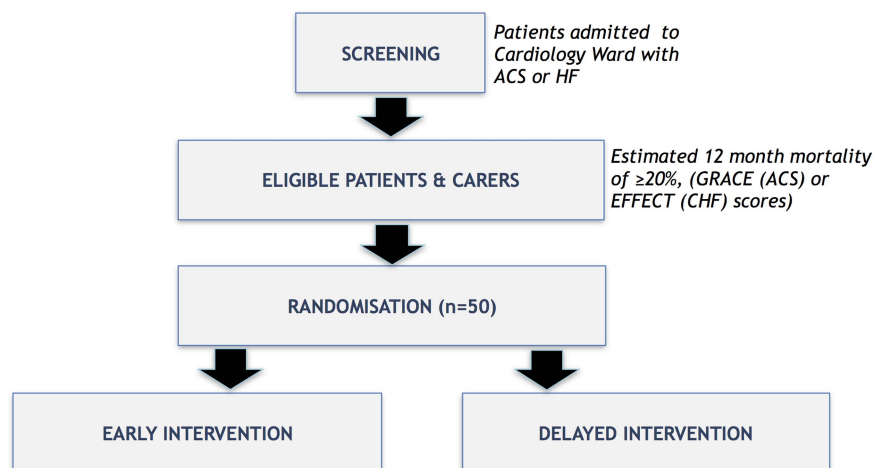 SCREENING
Patients admitted to
Cardiology Ward with
ACS or HF
ELIGIBLE PATIENTS & CARERS
Estimated 12 month mortality
of ≥20%, (GRACE (ACS) or
EFFECT (CHF) scores)
RANDOMISATION (n=50)
EARLY INTERVENTION
DELAYED INTERVENTION